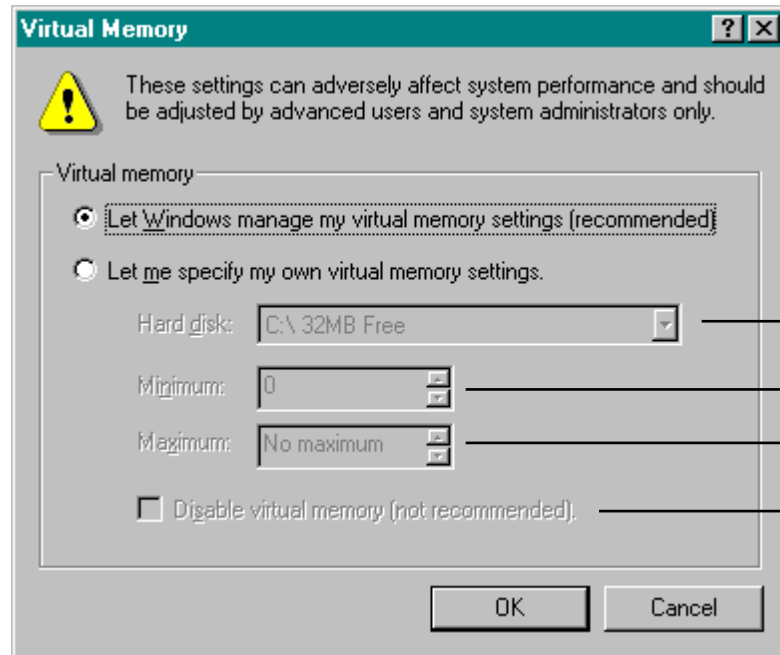 Virtual Memory
These settings can adversely affect system performance and should
be adjusted by advanced users and system administrators only.
Virtual memory
Let Windows manage my virtual memory settings (recommended)
Let me specify my own virtual memory settings.
Hard disk: C:\ 32MB Free
Minimum: 0
Maximum: No maximum
Disable virtual memory (not recommended).
OK Cancel